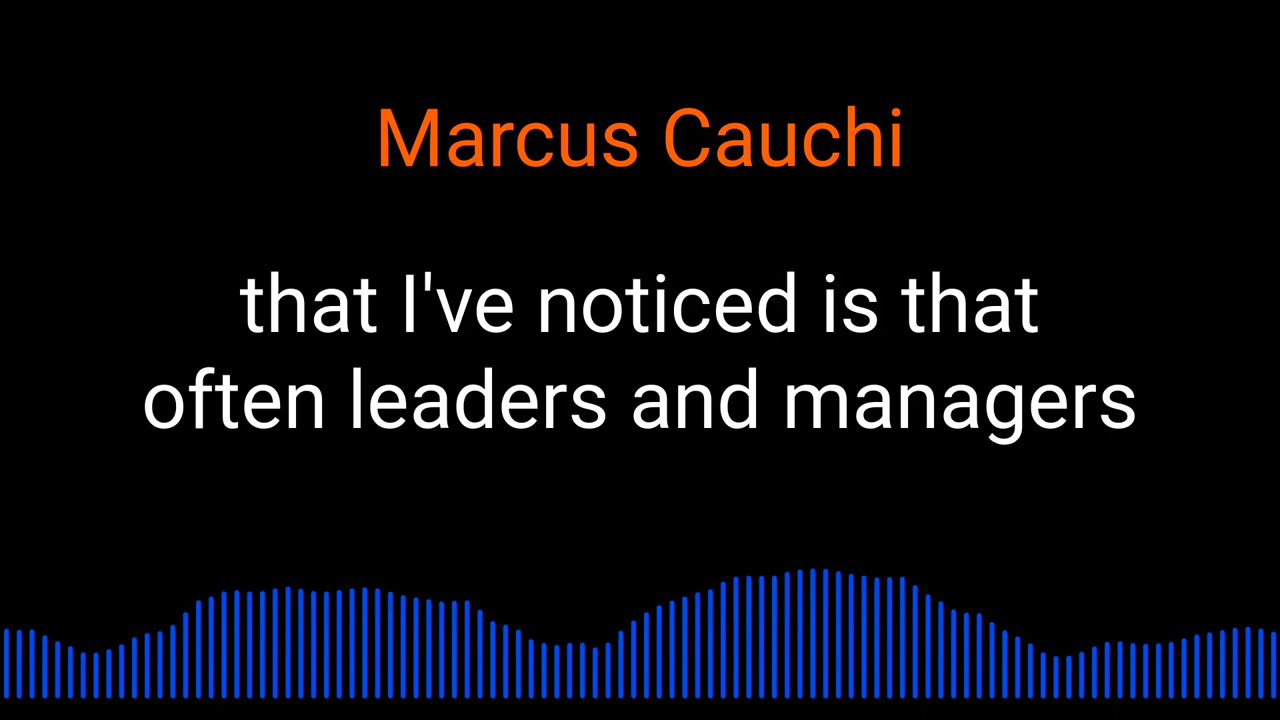 Marcus Cauchi
that I've noticed is that
often leaders and managers